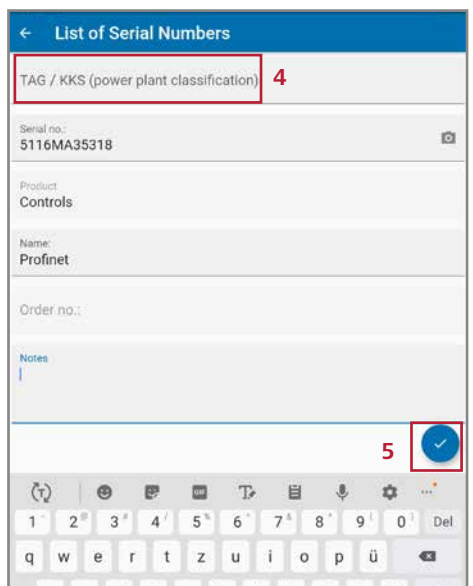 ← List of Serial Numbers
TAG / KKS (power plant classification) 4
Serial no.:
5116MA35318
Product
Controls
Name:
Profinet
Order no.:
Notes
5
GIF
1 2 3 4 5 6 7 8 9 0 Del
q w e r t z u i o p ü